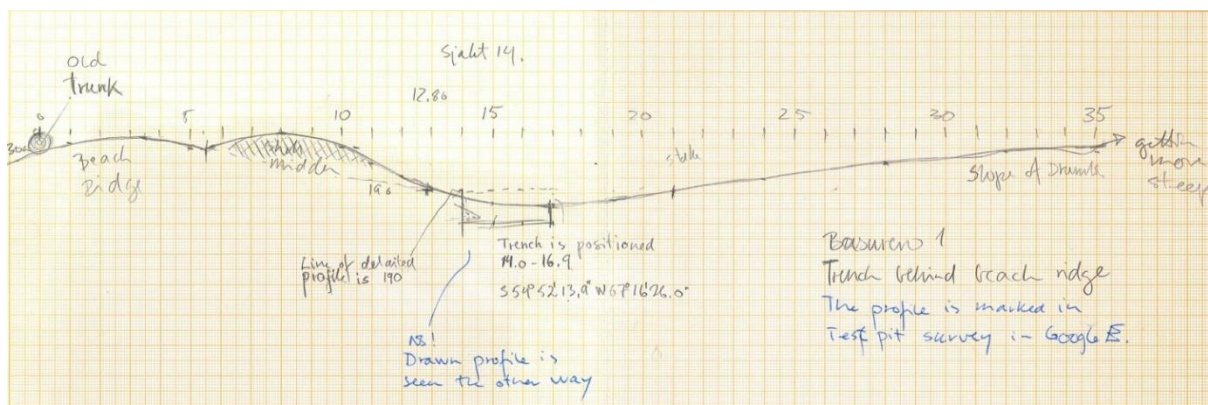 Sjakt 14.
Old
Trunk
12.80
0
5
10
15
20
25
30
35
Beach
Ridge
Midden
190
stake
Slope of Drumlin
getting
more
steep
Line of detailed
profile is 190
Trench is positioned
14.0-16.9
S54°52'13,9" W67°16'26.0"
NB!
Drawn profile is
seen the other way
Basurero 1
Trench behind beach ridge
The profile is marked in
Test pit survey in Google E.